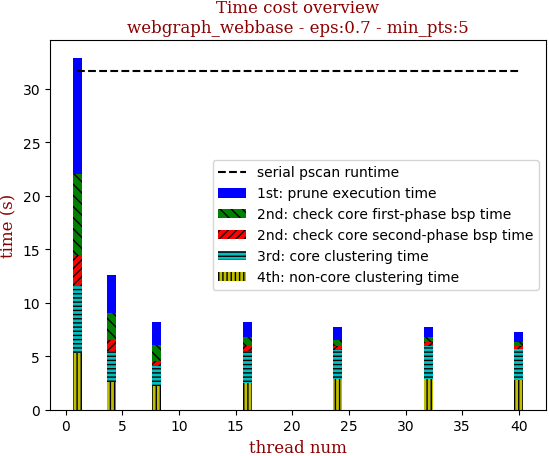 Time cost overview
webgraph_webbase - eps:0.7 - min_pts:5
time (s)
30
25
20
15
10
5
0
serial pscan runtime
1st: prune execution time
2nd: check core first-phase bsp time
2nd: check core second-phase bsp time
3rd: core clustering time
4th: non-core clustering time
0 5 10 15 20 25 30 35 40
thread num